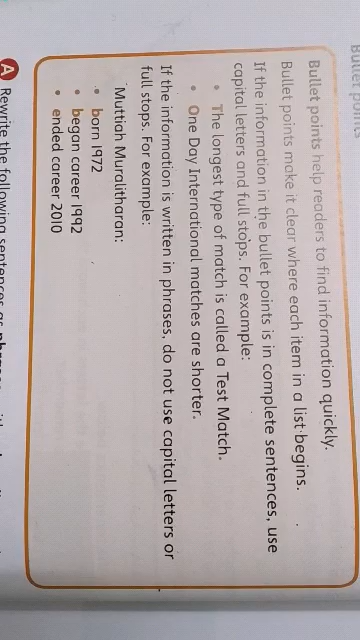 Bullet points
Bullet points help readers to find information quickly.
Bullet points make it clear where each item in a list begins.
If the information in the bullet points is in complete sentences, use
capital letters and full stops. For example:
• The longest type of match is called a Test Match.
• One Day International matches are shorter.
If the information is written in phrases, do not use capital letters or
full stops. For example:
Muttiah Muralitharan:
• born 1972
• began career 1992
• ended career 2010
A Rewrite the following sentences as